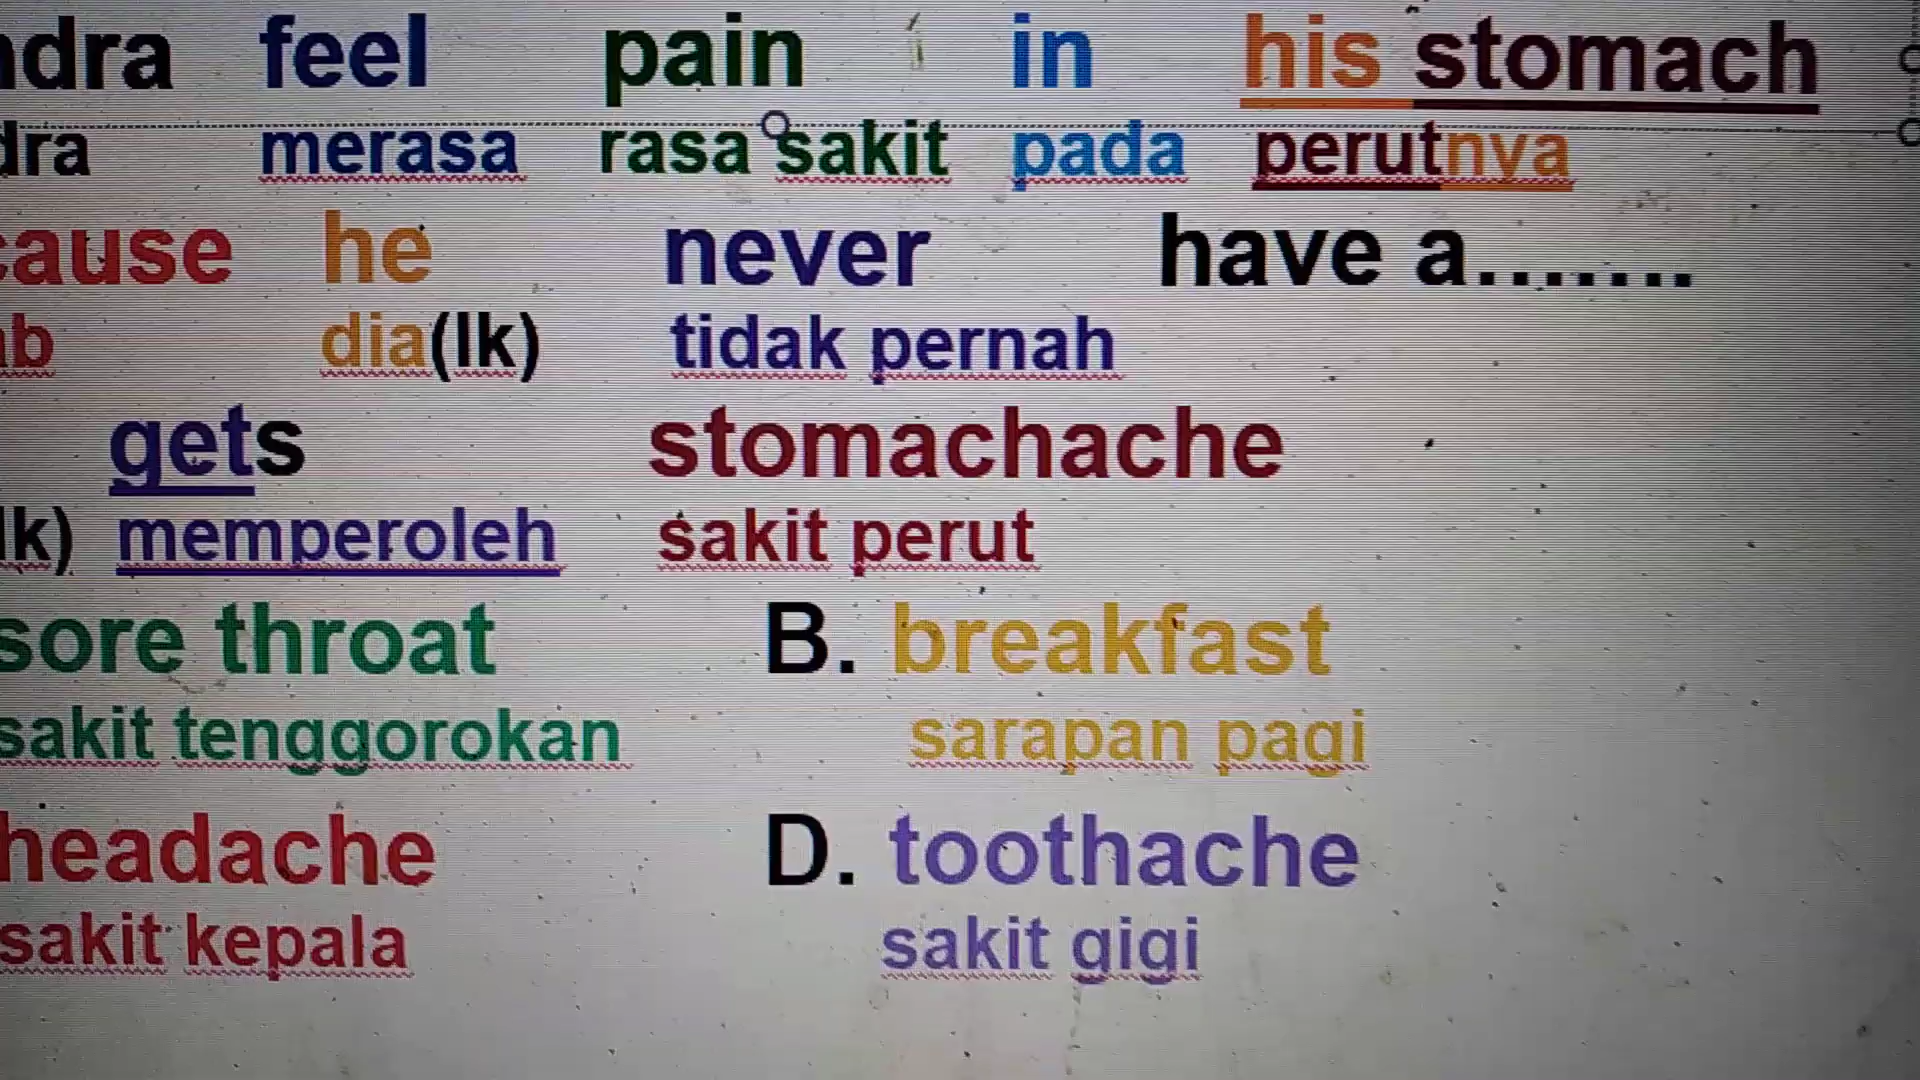 feel pain in his stomach
merasa rasa sakit pada perutnya
he never have a.......
dia(lk) tidak pernah
gets stomachache
lk) memperoleh sakit perut
sore throat B. breakfast
sakit tenggorokan sarapan pagi
headache D. toothache
sakit kepala sakit gigi